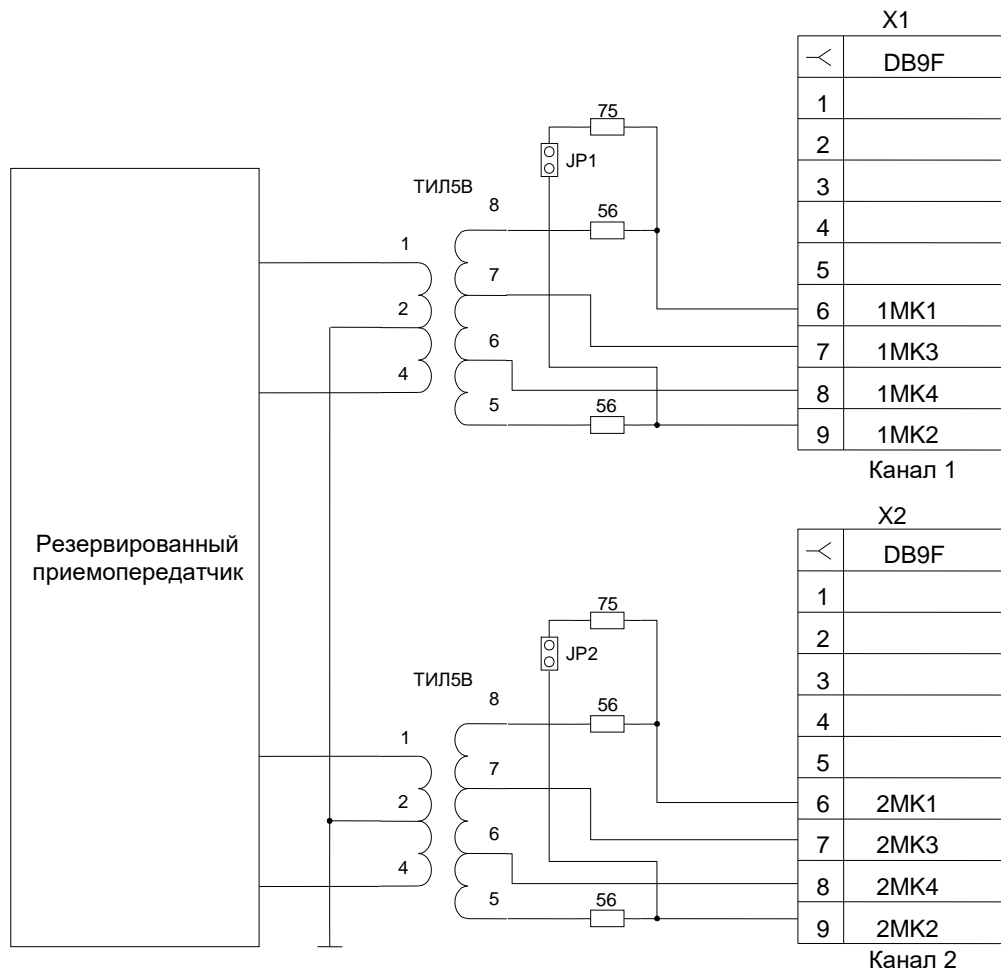 X1
DB9F
1
2
3
4
5
6 1МК1
7 1МК3
8 1МК4
9 1МК2
Канал 1
75
JP1
ТИЛ5В
8
56
1
7
2
6
4
5
56
Резервированный
приемопередатчик
X2
DB9F
1
2
3
4
5
6 2МК1
7 2МК3
8 2МК4
9 2МК2
Канал 2
75
JP2
ТИЛ5В
8
56
1
7
2
6
4
5
56